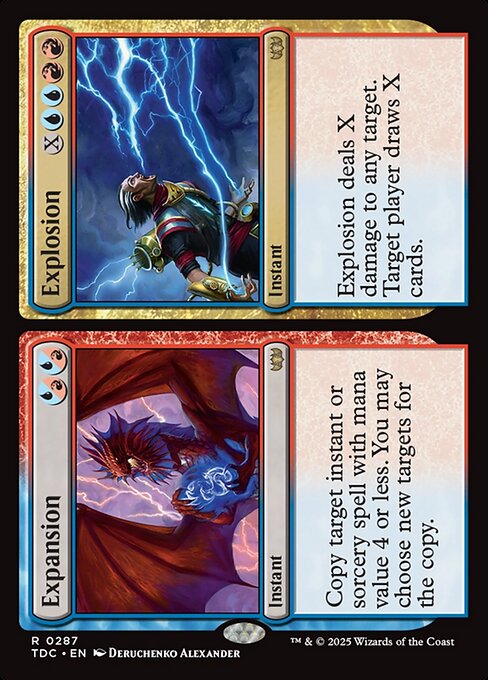 Expansion
Instant
Copy target instant or
sorcery spell with mana
value 4 or less. You may
choose new targets for
the copy.
Explosion
X
Instant
Explosion deals X
damage to any target.
Target player draws X
cards.
R 0287
TDC • EN Deruchenko Alexander
™ & © 2025 Wizards of the Coast